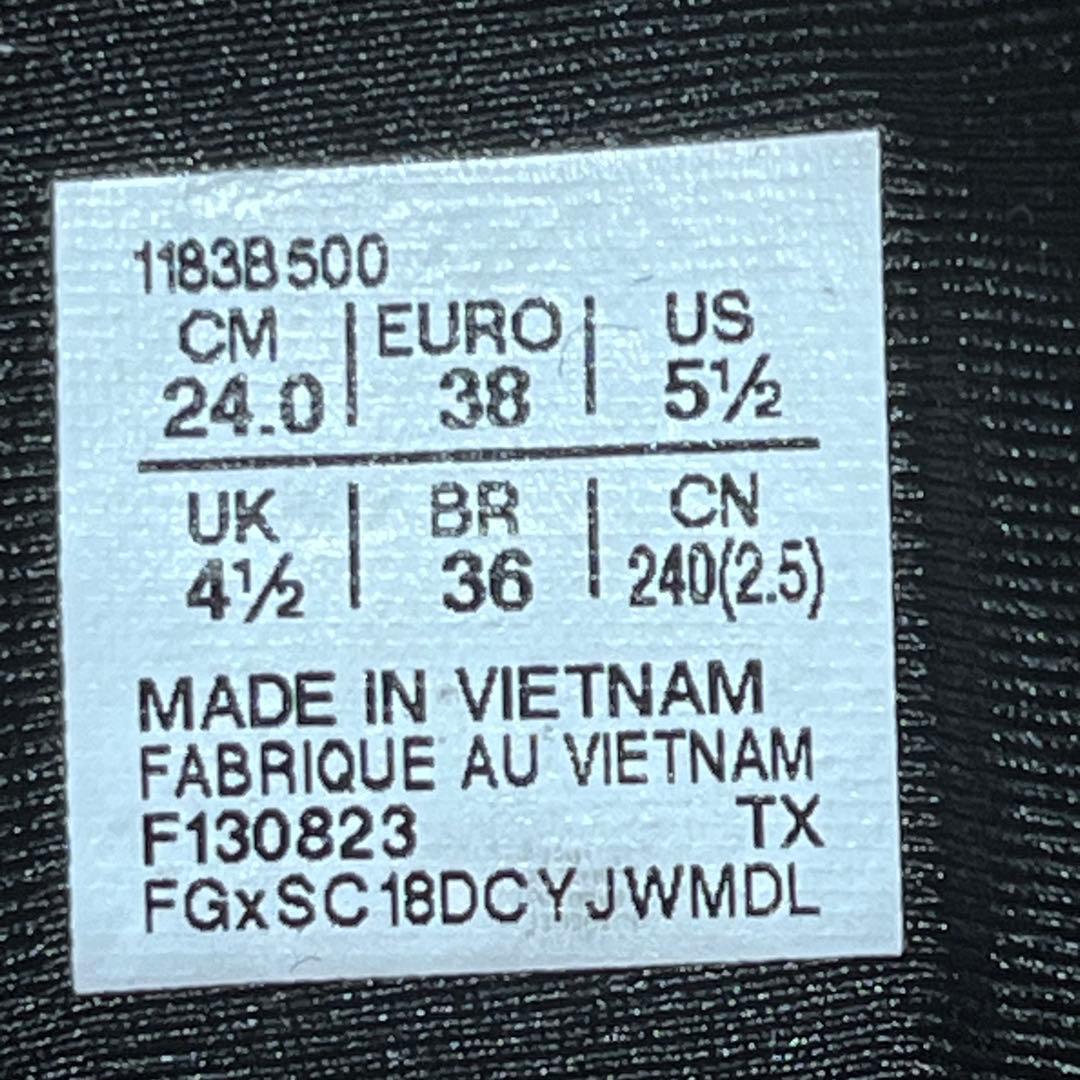 1183B500
CM | EURO | US
24.0 | 38 | 5½
UK | BR | CN
4½ | 36 | 240(2.5)
MADE IN VIETNAM
FABRIQUE AU VIETNAM
F130823 TX
FGxSC18DCYJWMDL